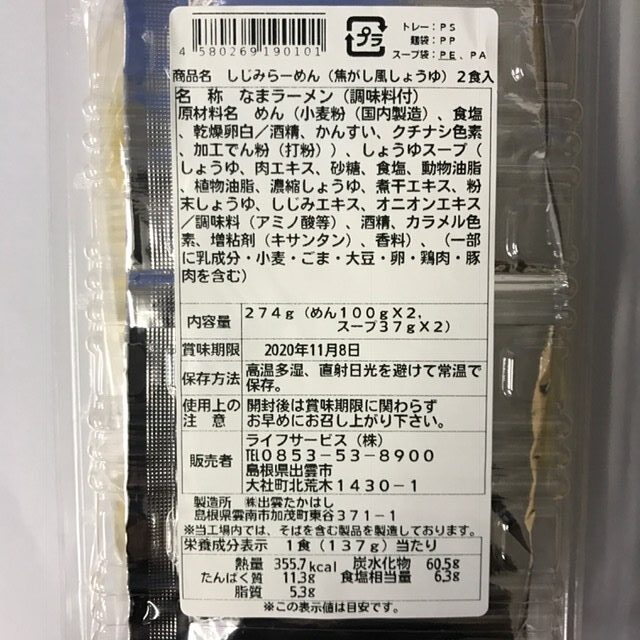 4 580269 190101
プラ
トレー：PS
麺袋：PP
スープ袋：PE、PA
商品名 しじみらーめん（焦がし風しょうゆ）2食入
名 称 なまラーメン（調味料付）
原材料名 めん（小麦粉（国内製造）、食塩
、乾燥卵白／酒精、かんすい、クチナシ色素
、加工でん粉（打粉））、しょうゆスープ（
しょうゆ、肉エキス、砂糖、食塩、動物油脂
、植物油脂、濃縮しょうゆ、煮干エキス、粉
末しょうゆ、しじみエキス、オニオンエキス
／調味料（アミノ酸等）、酒精、カラメル色
素、増粘剤（キサンタン）、香料）、（一部
に乳成分・小麦・ごま・大豆・卵・鶏肉・豚
肉を含む）
内容量 274g（めん100gX2，
スープ37gX2）
賞味期限 2020年11月8日
保存方法 高温多湿、直射日光を避けて常温で
保存。
使用上の注意 開封後は賞味期限に関わらず
お早めにお召し上がり下さい。
販売者 ライフサービス（株）
TEL0853-53-8900
島根県出雲市
大社町北荒木1430-1
製造所 ㈱出雲たかはし
島根県雲南市加茂町東谷371-1
※当工場内では、そばを含む製品を製造しております。
栄養成分表示 1食（137g）当たり
熱量 355.7kcal 炭水化物 60.5g
たんぱく質 11.3g 食塩相当量 6.3g
脂質 5.3g
※この表示値は目安です。